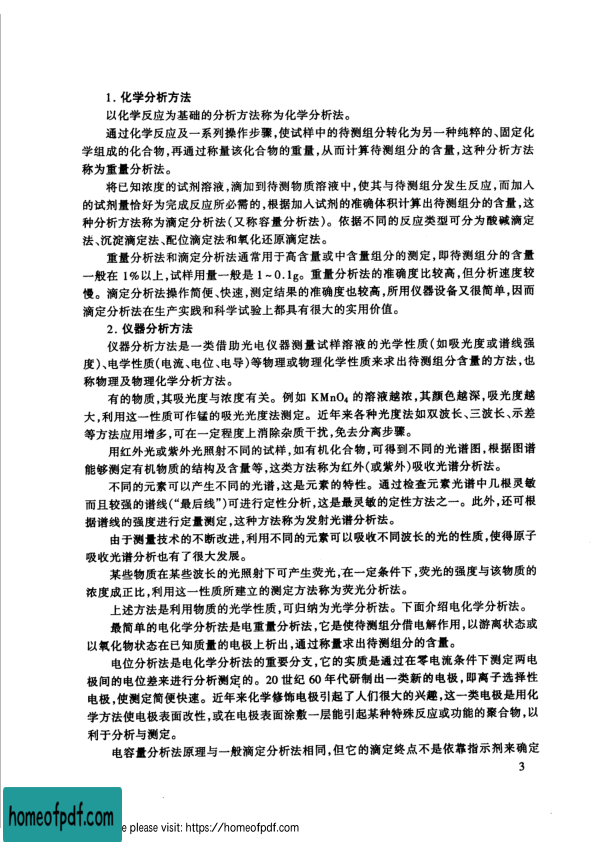 1. 化学分析方法
以化学反应为基础的分析方法称为化学分析法。
通过化学反应及一系列操作步骤,使试样中的待测组分转化为另一种纯粹的、固定化
学组成的化合物,再通过称量该化合物的重量,从而计算待测组分的含量,这种分析方法
称为重量分析法。
将已知浓度的试剂溶液,滴加到待测物质溶液中,使其与待测组分发生反应,而加入
的试剂量恰好为完成反应所必需的,根据加入试剂的准确体积计算出待测组分的含量,这
种分析方法称为滴定分析法(又称容量分析法)。依据不同的反应类型可分为酸碱滴定
法、沉淀滴定法、配位滴定法和氧化还原滴定法。
重量分析法和滴定分析法通常用于高含量或中含量组分的测定,即待测组分的含量
一般在 1%以上,试样用量一般是 1~0.1g。重量分析法的准确度比较高,但分析速度较
慢。滴定分析法操作简便、快速,测定结果的准确度也较高,所用仪器设备又很简单,因而
滴定分析法在生产实践和科学试验上都具有很大的实用价值。
2. 仪器分析方法
仪器分析方法是一类借助光电仪器测量试样溶液的光学性质(如吸光度或谱线强
度)、电学性质(电流、电位、电导)等物理或物理化学性质来求出待测组分含量的方法,也
称物理及物理化学分析方法。
有的物质,其吸光度与浓度有关。例如 KMnO₄ 的溶液越浓,其颜色越深,吸光度越
大,利用这一性质可作锰的吸光光度法测定。近年来各种光度法如双波长、三波长、示差
等方法应用增多,可在一定程度上消除杂质干扰,免去分离步骤。
用红外光或紫外光照射不同的试样,如有机化合物,可得到不同的光谱图,根据图谱
能够测定有机物质的结构及含量等,这类方法称为红外(或紫外)吸收光谱分析法。
不同的元素可以产生不同的光谱,这是元素的特性。通过检查元素光谱中几根灵敏
而且较强的谱线(“最后线”)可进行定性分析,这是最灵敏的定性方法之一。此外,还可根
据谱线的强度进行定量测定,这种方法称为发射光谱分析法。
由于测量技术的不断改进,利用不同的元素可以吸收不同波长的光的性质,使得原子
吸收光谱分析也有了很大发展。
某些物质在某些波长的光照射下可产生荧光,在一定条件下,荧光的强度与该物质的
浓度成正比,利用这一性质所建立的测定方法称为荧光分析法。
上述方法是利用物质的光学性质,可归纳为光学分析法。下面介绍电化学分析法。
最简单的电化学分析法是电重量分析法,它是使待测组分借电解作用,以游离状态或
以氧化物状态在已知质量的电极上析出,通过称量求出待测组分的含量。
电位分析法是电化学分析法的重要分支,它的实质是通过在零电流条件下测定两电
极间的电位差来进行分析测定的。20 世纪 60 年代研制出一类新的电极,即离子选择性
电极,使测定简便快速。近年来化学修饰电极引起了人们很大的兴趣,这一类电极是用化
学方法使电极表面改性,或在电极表面涂敷一层能引起某种特殊反应或功能的聚合物,以
利于分析与测定。
电容量分析法原理与一般滴定分析法相同,但它的滴定终点不是依靠指示剂来确定
3
homeofpdf.com
e please visit: https://homeofpdf.com